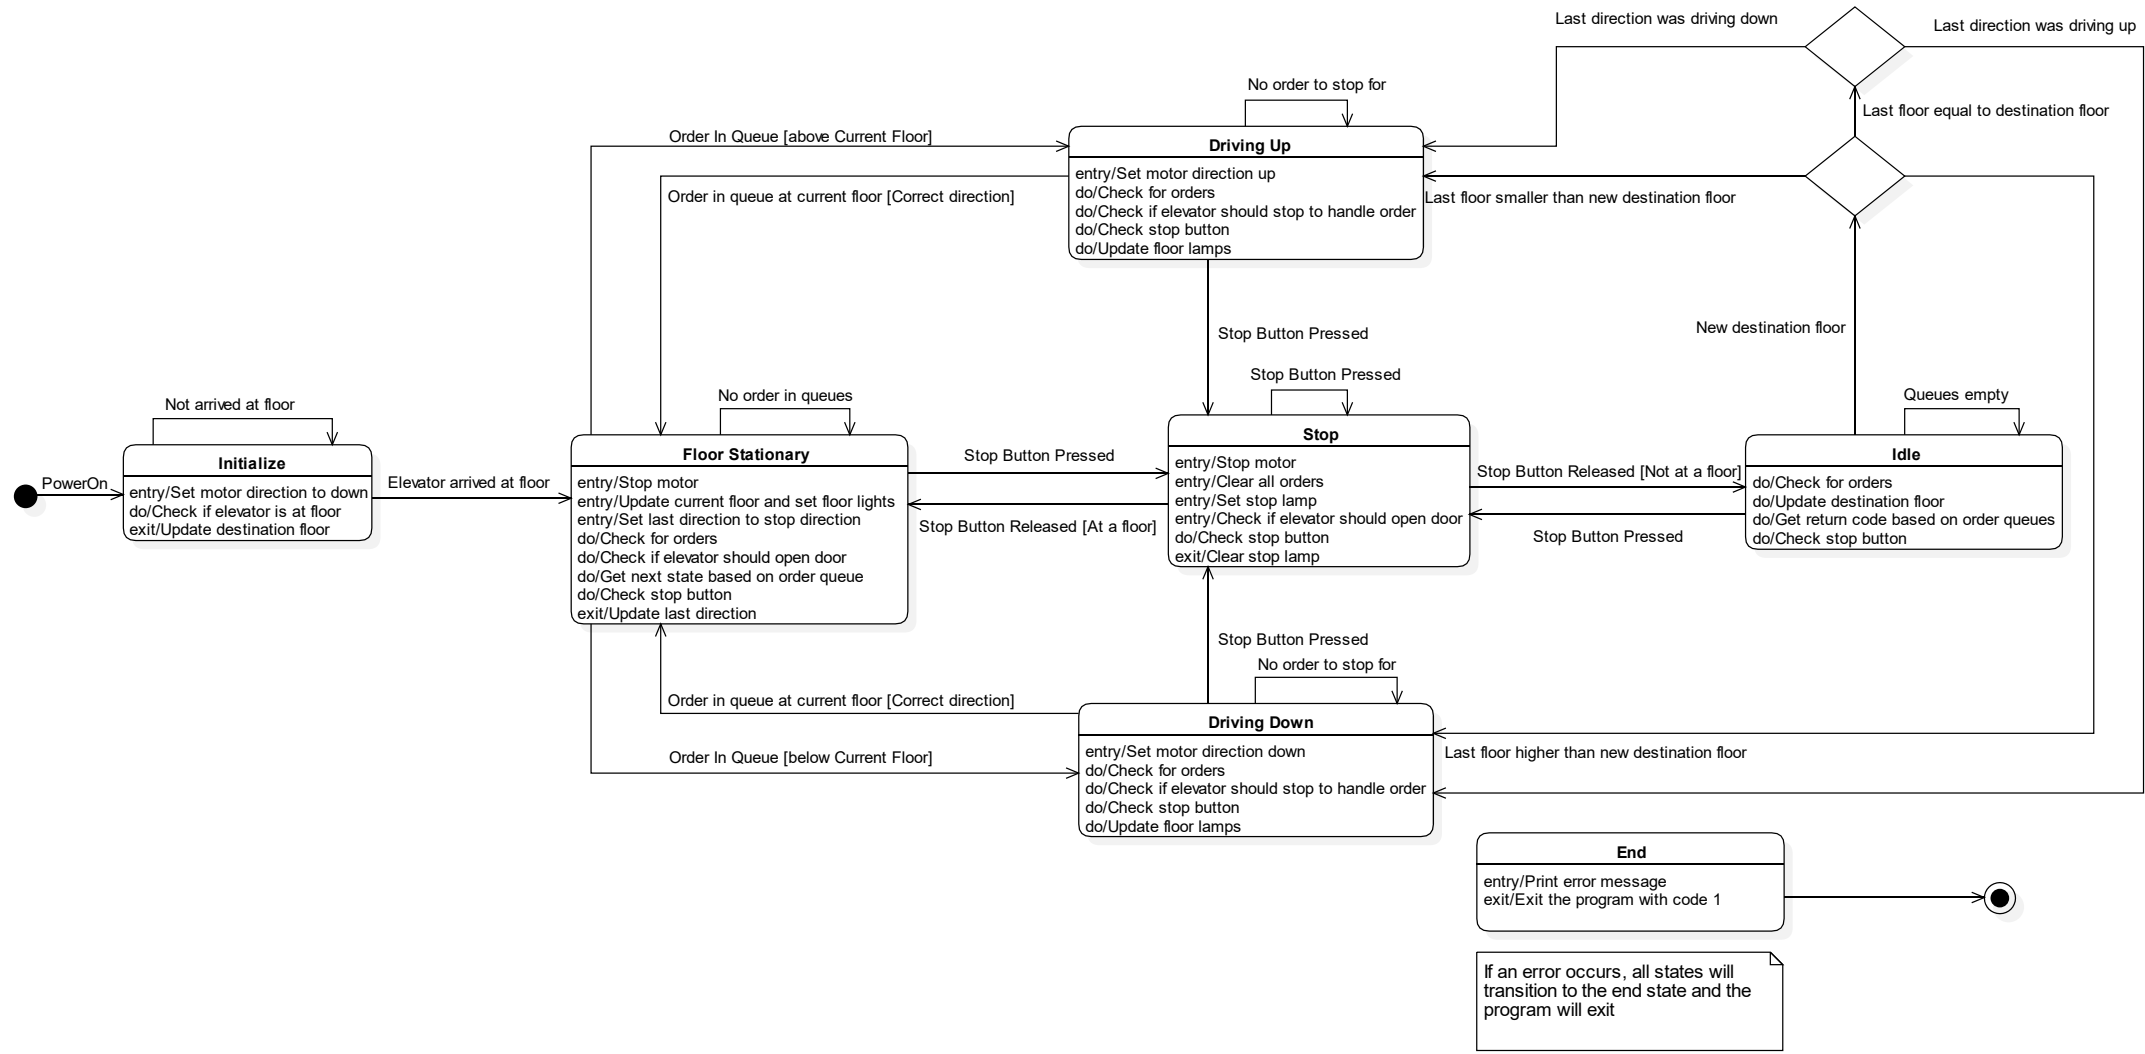 Last direction was driving down
Last direction was driving up
No order to stop for
Last floor equal to destination floor
Order In Queue [above Current Floor]
Driving Up
entry/Set motor direction up
do/Check for orders
do/Check if elevator should stop to handle order
do/Check stop button
do/Update floor lamps
Order in queue at current floor [Correct direction]
Last floor smaller than new destination floor
Stop Button Pressed
New destination floor
Stop Button Pressed
Not arrived at floor
No order in queues
Queues empty
PowerOn
Initialize
entry/Set motor direction to down
do/Check if elevator is at floor
exit/Update destination floor
Elevator arrived at floor
Floor Stationary
entry/Stop motor
entry/Update current floor and set floor lights
entry/Set last direction to stop direction
do/Check for orders
do/Check if elevator should open door
do/Get next state based on order queue
do/Check stop button
exit/Update last direction
Stop Button Pressed
Stop Button Released [At a floor]
Stop
entry/Stop motor
entry/Clear all orders
entry/Set stop lamp
entry/Check if elevator should open door
do/Check stop button
exit/Clear stop lamp
Stop Button Released [Not at a floor]
Stop Button Pressed
Idle
do/Check for orders
do/Update destination floor
do/Get return code based on order queues
do/Check stop button
Stop Button Pressed
No order to stop for
Order in queue at current floor [Correct direction]
Order In Queue [below Current Floor]
Driving Down
entry/Set motor direction down
do/Check for orders
do/Check if elevator should stop to handle order
do/Check stop button
do/Update floor lamps
Last floor higher than new destination floor
End
entry/Print error message
exit/Exit the program with code 1
If an error occurs, all states will
transition to the end state and the
program will exit